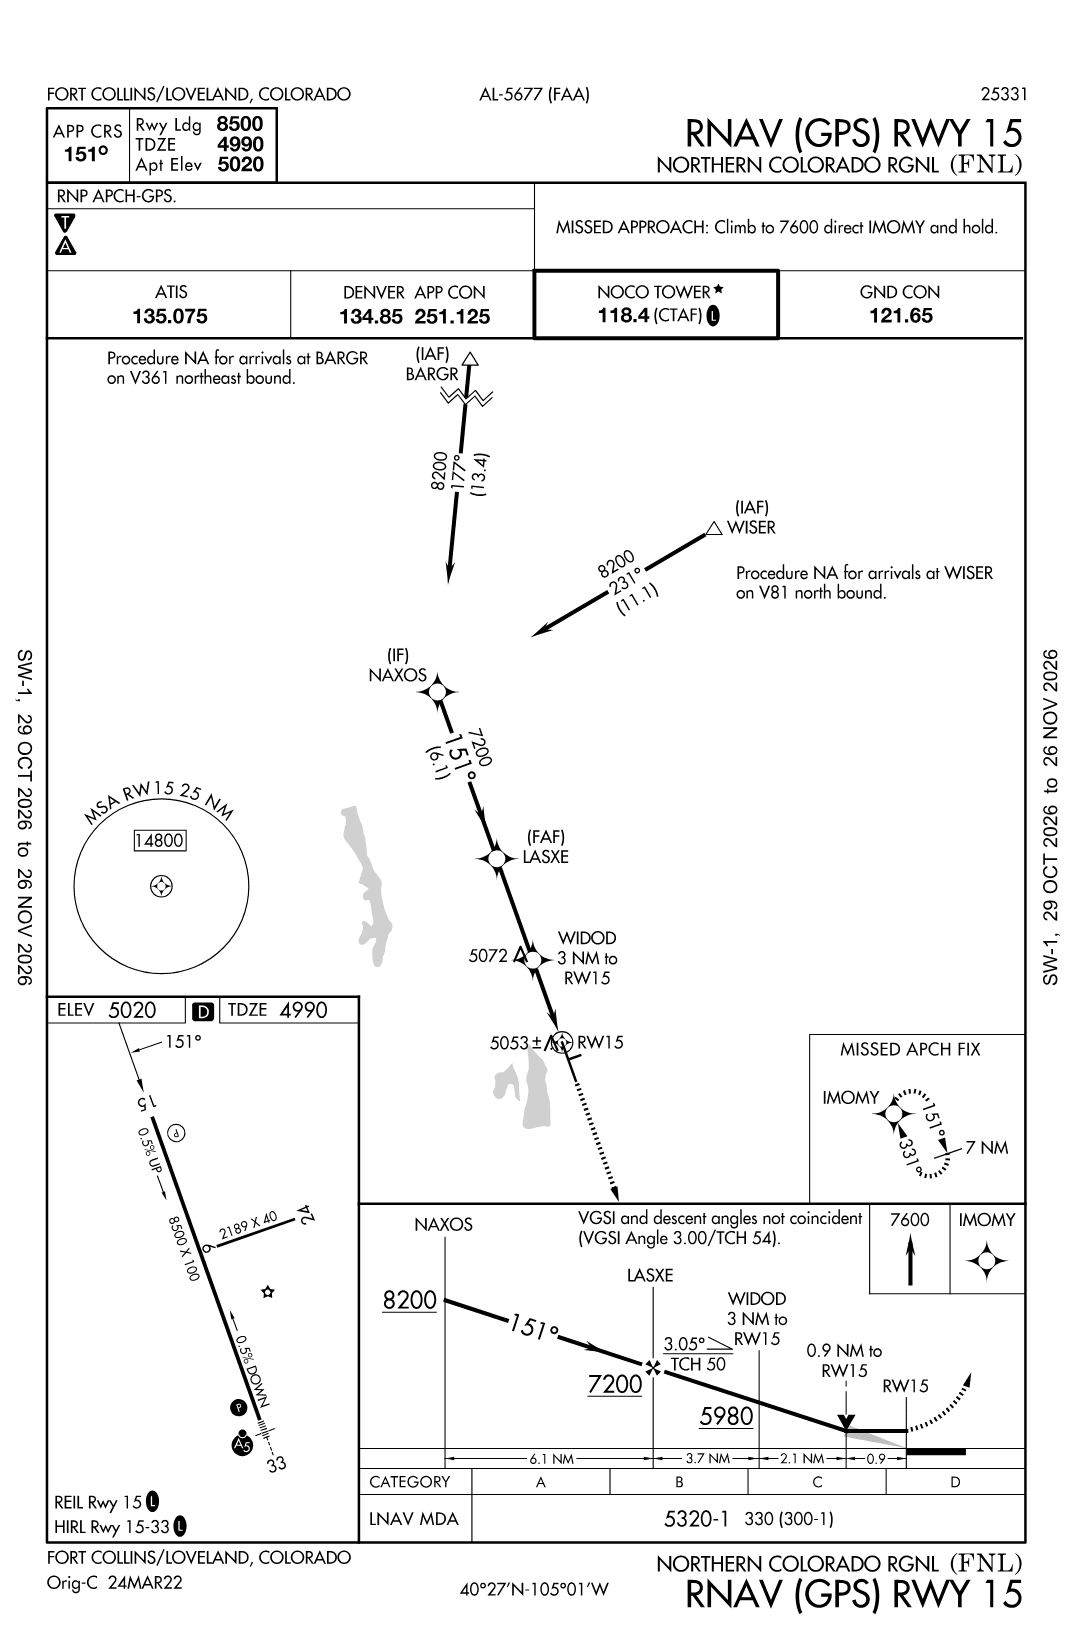 FORT COLLINS/LOVELAND, COLORADO
AL-5677 (FAA)
25331
APP CRS
151°
Rwy Ldg 8500
TDZE 4990
Apt Elev 5020
RNAV (GPS) RWY 15
NORTHERN COLORADO RGNL (FNL)
RNP APCH-GPS.
T
A
MISSED APPROACH: Climb to 7600 direct IMOMY and hold.
ATIS
135.075
DENVER APP CON
134.85 251.125
NOCO TOWER★
118.4 (CTAF) L
GND CON
121.65
Procedure NA for arrivals at BARGR
on V361 northeast bound.
(IAF)
BARGR
8200
177°
(13.4)
(IAF)
WISER
8200
231°
(11.1)
Procedure NA for arrivals at WISER
on V81 north bound.
(IF)
NAXOS
7200
151°
(6.1)
MSA RW15 25 NM
14800
(FAF)
LASXE
5072
WIDOD
3 NM to
RW15
5053±
RW15
SW-1, 29 OCT 2026 to 26 NOV 2026
SW-1, 29 OCT 2026 to 26 NOV 2026
ELEV 5020
D
TDZE 4990
151°
15
P
0.5% UP
8500 X 100
2189 X 40
24
6
0.5% DOWN
P
A5
33
REIL Rwy 15 L
HIRL Rwy 15-33 L
MISSED APCH FIX
IMOMY
151°
331°
7 NM
NAXOS
VGSI and descent angles not coincident
(VGSI Angle 3.00/TCH 54).
7600
IMOMY
LASXE
8200
151°
WIDOD
3 NM to
RW15
3.05°
TCH 50
0.9 NM to
RW15
RW15
7200
5980
6.1 NM
3.7 NM
2.1 NM
0.9
CATEGORY
A
B
C
D
LNAV MDA
5320-1 330 (300-1)
FORT COLLINS/LOVELAND, COLORADO
Orig-C 24MAR22
40°27'N-105°01'W
NORTHERN COLORADO RGNL (FNL)
RNAV (GPS) RWY 15